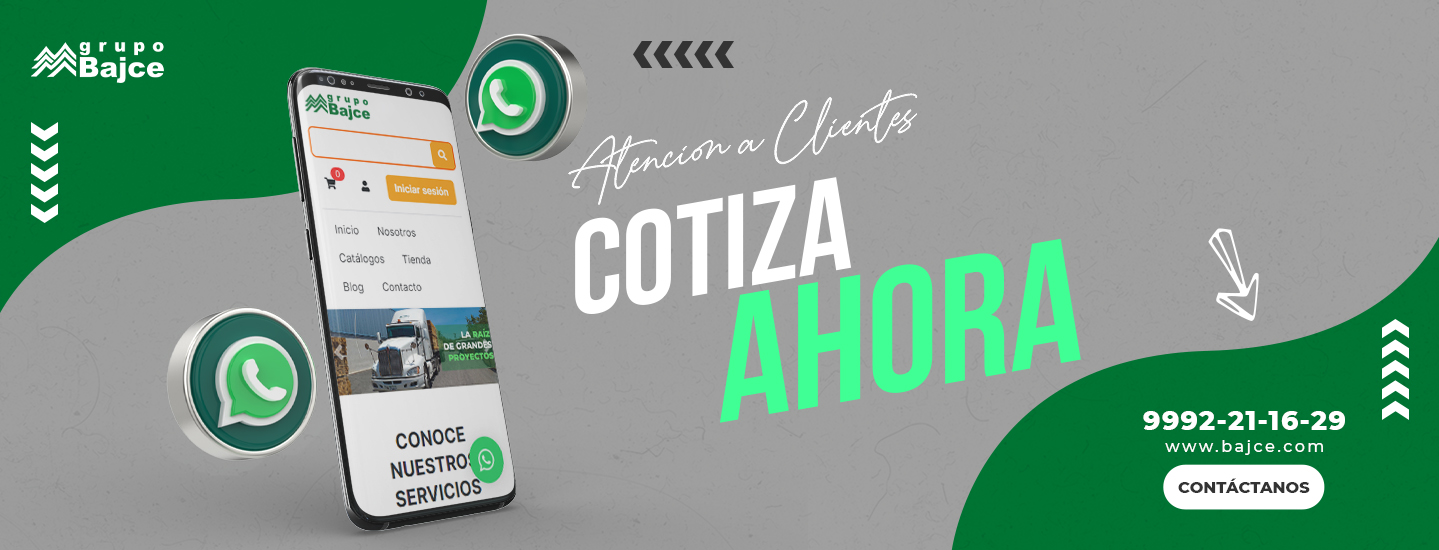 grupo
Bajce
grupo
Bajce
0
Iniciar sesión
Inicio Nosotros
Catálogos Tienda
Blog Contacto
LA RAÍZ
DE GRANDES
PROYECTOS
CONOCE
NUESTROS
SERVICIOS
Atencion a Clientes
COTIZA
AHORA
9992-21-16-29
www.bajce.com
CONTÁCTANOS